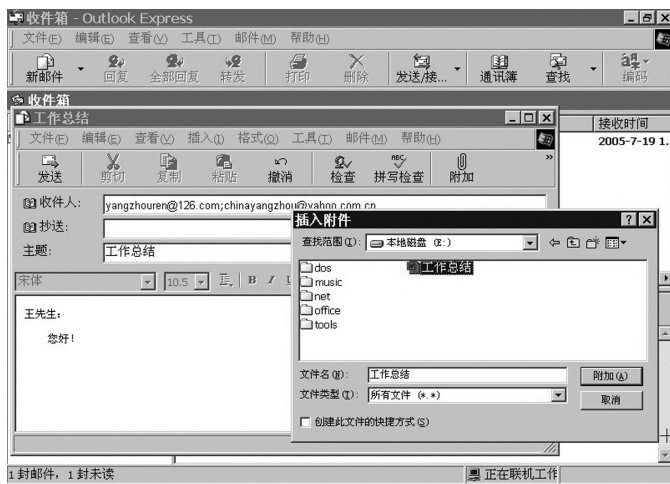 收件箱 - Outlook Express
文件(F) 编辑(E) 查看(V) 工具(T) 邮件(M) 帮助(H)
新邮件 回复 全部回复 转发 打印 删除 发送/接... 通讯簿 查找 编码
收件箱
工作总结
接收时间
文件(F) 编辑(E) 查看(V) 插入(I) 格式(O) 工具(T) 邮件(M) 帮助(H)
2005-7-19 1..
发送 剪切 复制 粘贴 撤消 检查 拼写检查 附加
收件人: yangzhouren@126.com;chinayangzhou@yahoo.com.cn
抄送:
主题: 工作总结
宋体 10.5 B I
王先生:
您好!
插入附件
查找范围(I): 本地磁盘 (E:)
dos 工作总结
music
net
office
tools
文件名(N): 工作总结 附加(A)
文件类型(T): 所有文件 (*.*) 取消
创建此文件的快捷方式(S)
1 封邮件，1 封未读 正在联机工作